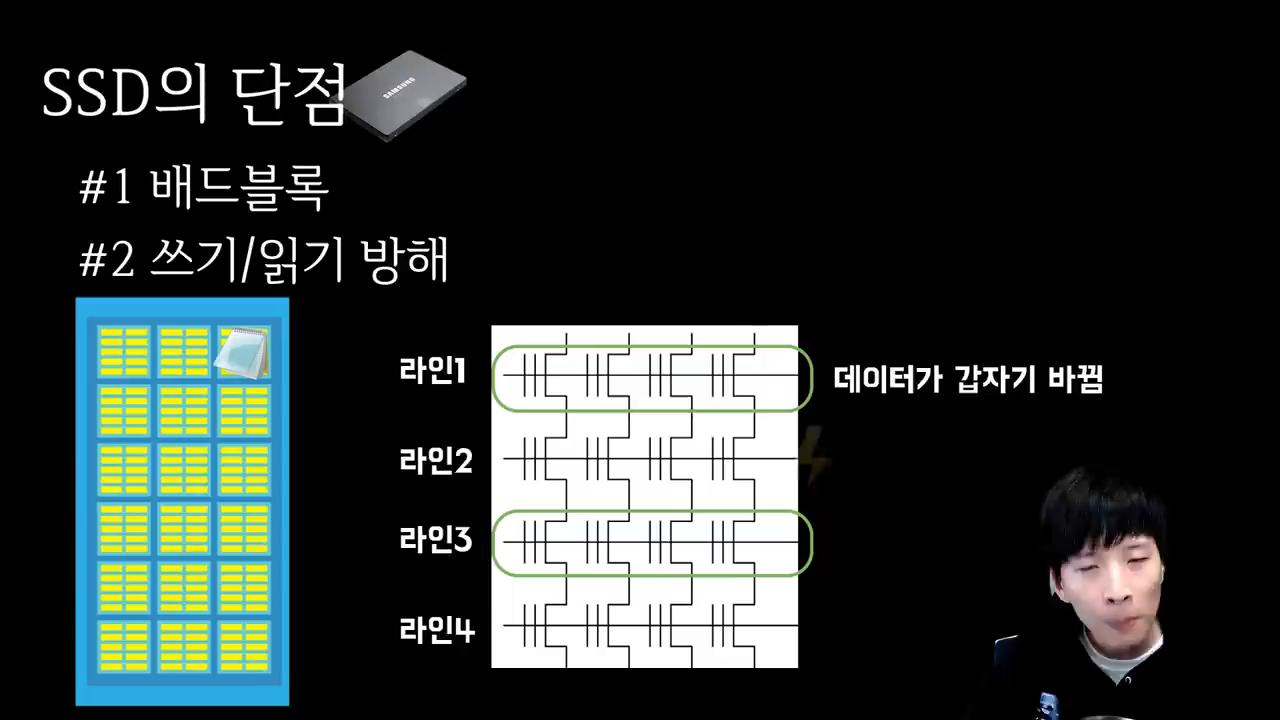 SSD의 단점
SAMSUNG
#1 배드블록
#2 쓰기/읽기 방해
라인1
데이터가 갑자기 바뀜
라인2
라인3
라인4